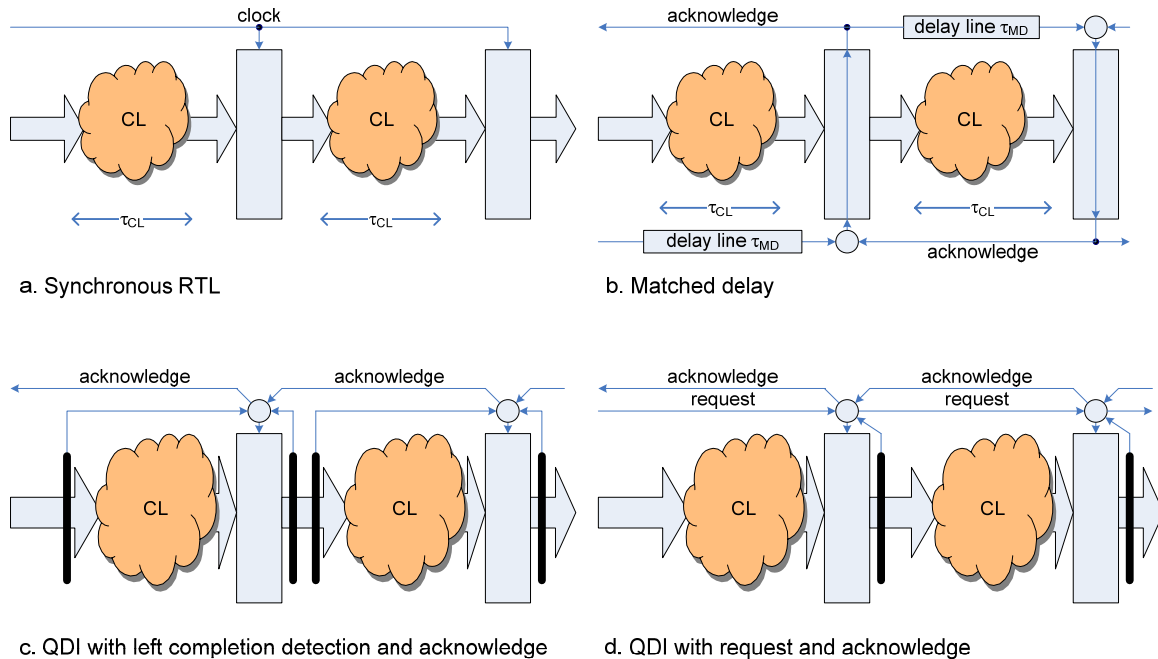 clock
CL
CL
τCL
τCL
a. Synchronous RTL
acknowledge
delay line τMD
CL
CL
τCL
τCL
delay line τMD
acknowledge
b. Matched delay
acknowledge
acknowledge
CL
CL
c. QDI with left completion detection and acknowledge
acknowledge
acknowledge
request
request
CL
CL
d. QDI with request and acknowledge